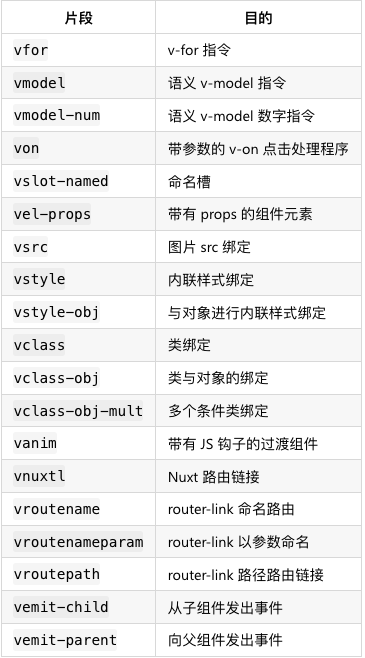 片段 目的
vfor v-for 指令
vmodel 语义 v-model 指令
vmodel-num 语义 v-model 数字指令
von 带参数的 v-on 点击处理程序
vslot-named 命名槽
vel-props 带有 props 的组件元素
vsrc 图片 src 绑定
vstyle 内联样式绑定
vstyle-obj 与对象进行内联样式绑定
vclass 类绑定
vclass-obj 类与对象的绑定
vclass-obj-mult 多个条件类绑定
vanim 带有 JS 钩子的过渡组件
vnuxtl Nuxt 路由链接
vroutename router-link 命名路由
vroutenameparam router-link 以参数命名
vroutepath router-link 路径路由链接
vemit-child 从子组件发出事件
vemit-parent 向父组件发出事件